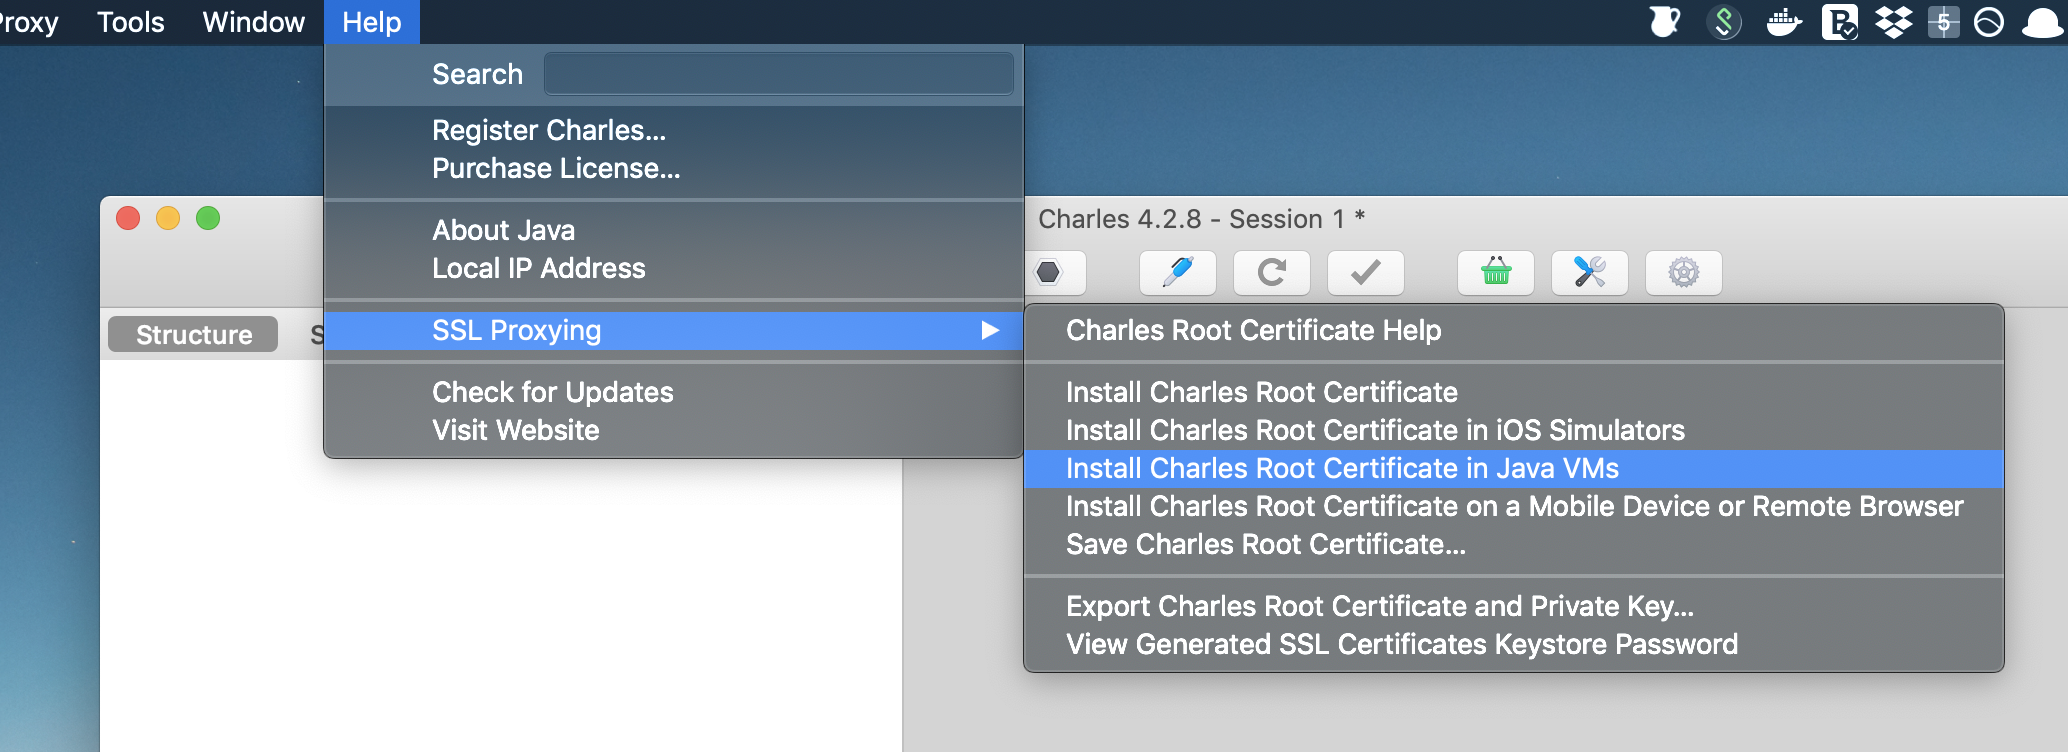 Proxy Tools Window Help
5
Search
Register Charles...
Purchase License...
About Java
Local IP Address
SSL Proxying
Check for Updates
Visit Website
Charles 4.2.8 - Session 1 *
Structure S
Charles Root Certificate Help
Install Charles Root Certificate
Install Charles Root Certificate in iOS Simulators
Install Charles Root Certificate in Java VMs
Install Charles Root Certificate on a Mobile Device or Remote Browser
Save Charles Root Certificate...
Export Charles Root Certificate and Private Key...
View Generated SSL Certificates Keystore Password